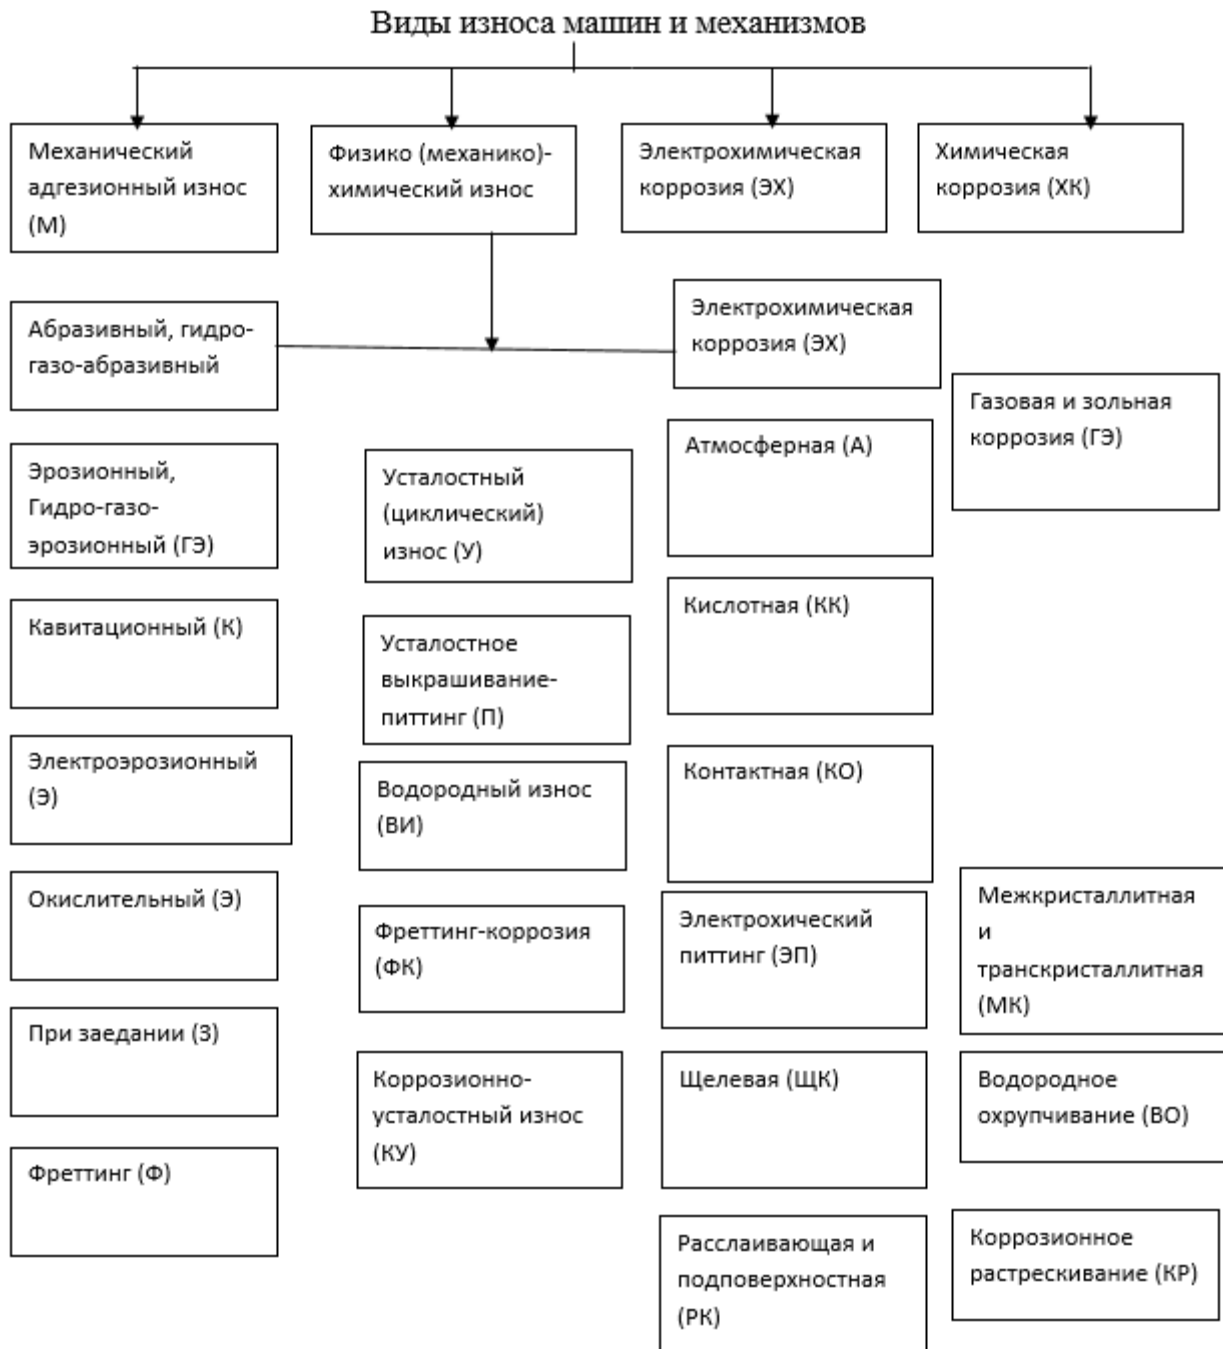 Виды износа машин и механизмов
Механический
адгезионный износ
(М)
Физико (механико)-
химический износ
Электрохимическая
коррозия (ЭХ)
Химическая
коррозия (ХК)
Абразивный, гидро-
газо-абразивный
Эрозионный,
Гидро-газо-
эрозионный (ГЭ)
Кавитационный (К)
Электроэрозионный
(Э)
Окислительный (Э)
При заедании (З)
Фреттинг (Ф)
Усталостный
(циклический)
износ (У)
Усталостное
выкрашивание-
питтинг (П)
Водородный износ
(ВИ)
Фреттинг-коррозия
(ФК)
Коррозионно-
усталостный износ
(КУ)
Электрохимическая
коррозия (ЭХ)
Атмосферная (А)
Кислотная (КК)
Контактная (КО)
Электрохический
питтинг (ЭП)
Щелевая (ЩК)
Расслаивающая и
подповерхностная
(РК)
Газовая и зольная
коррозия (ГЭ)
Межкристаллитная
и
транскристаллитная
(МК)
Водородное
охрупчивание (ВО)
Коррозионное
растрескивание (КР)